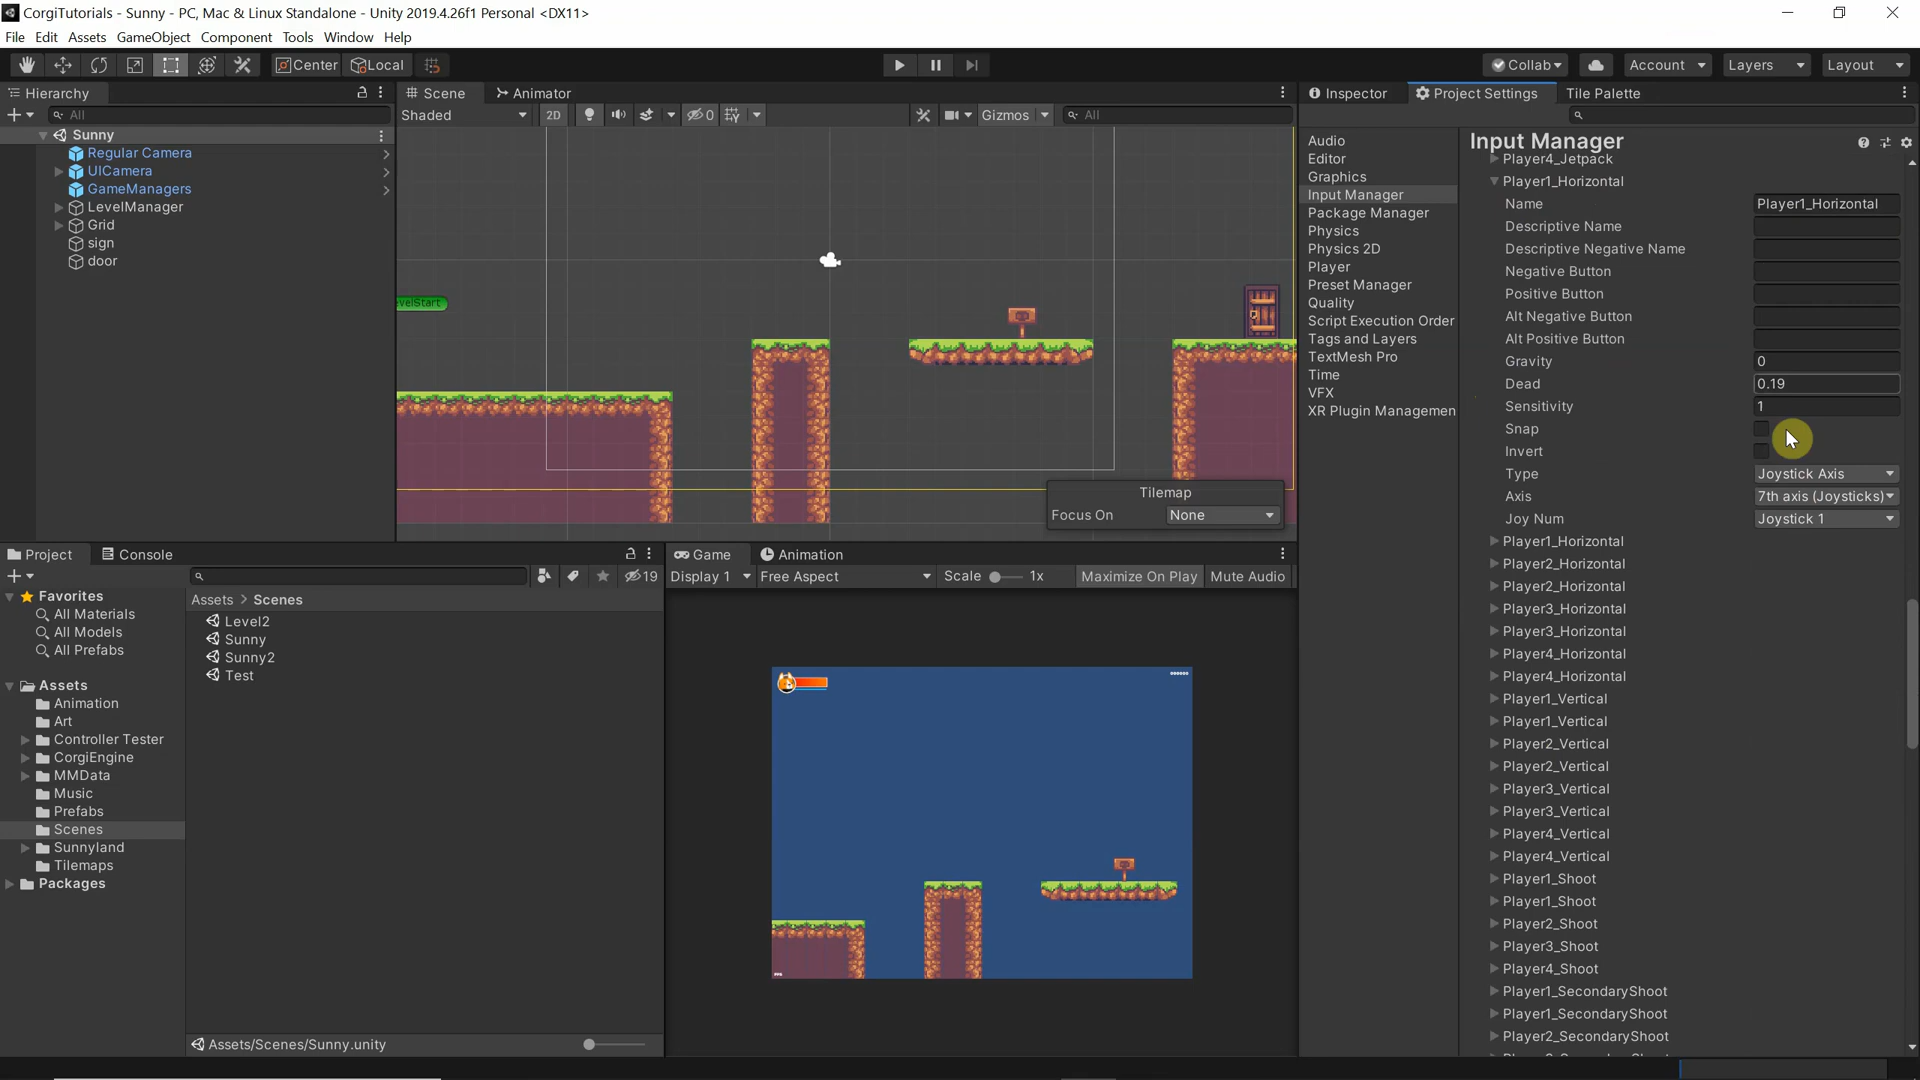 CorgiTutorials - Sunny - PC, Mac & Linux Standalone - Unity 2019.4.26f1 Personal <DX11>
File Edit Assets GameObject Component Tools Window Help
Center Local Collab Account Layers Layout
Hierarchy
All
Sunny
Regular Camera
UICamera
GameManagers
LevelManager
Grid
sign
door
Scene Animator
Shaded 2D 0 Gizmos All
evelStart
Tilemap
Focus On None
Inspector Project Settings Tile Palette
Audio
Editor
Graphics
Input Manager
Package Manager
Physics
Physics 2D
Player
Preset Manager
Quality
Script Execution Order
Tags and Layers
TextMesh Pro
Time
VFX
XR Plugin Managemen
Input Manager
Player4_Jetpack
Player1_Horizontal
Name Player1_Horizontal
Descriptive Name
Descriptive Negative Name
Negative Button
Positive Button
Alt Negative Button
Alt Positive Button
Gravity 0
Dead 0.19
Sensitivity 1
Snap
Invert
Type Joystick Axis
Axis 7th axis (Joysticks)
Joy Num Joystick 1
Player1_Horizontal
Player2_Horizontal
Player2_Horizontal
Player3_Horizontal
Player3_Horizontal
Player4_Horizontal
Player4_Horizontal
Player1_Vertical
Player1_Vertical
Player2_Vertical
Player2_Vertical
Player3_Vertical
Player3_Vertical
Player4_Vertical
Player4_Vertical
Player1_Shoot
Player1_Shoot
Player2_Shoot
Player3_Shoot
Player4_Shoot
Player1_SecondaryShoot
Player1_SecondaryShoot
Player2_SecondaryShoot
Project Console
19
Favorites
All Materials
All Models
All Prefabs
Assets
Animation
Art
Controller Tester
CorgiEngine
MMData
Music
Prefabs
Scenes
Sunnyland
Tilemaps
Packages
Assets > Scenes
Level2
Sunny
Sunny2
Test
Assets/Scenes/Sunny.unity
Game Animation
Display 1 Free Aspect Scale 1x Maximize On Play Mute Audio